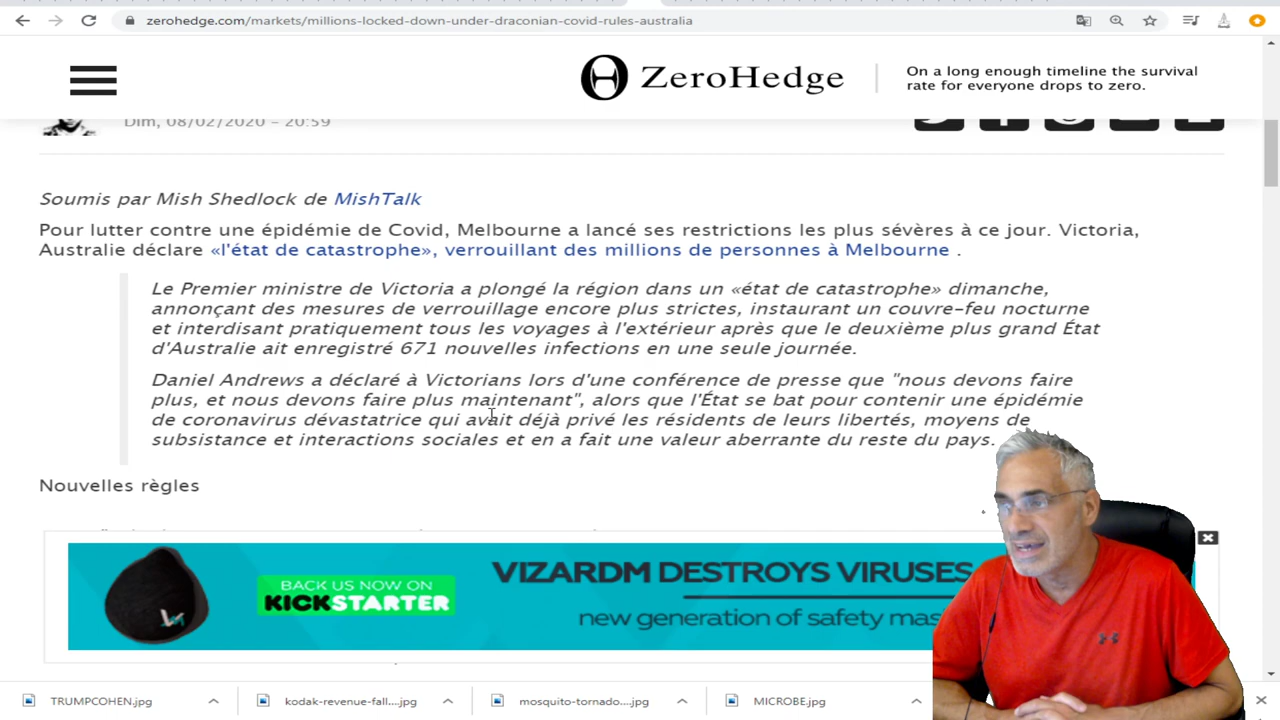 zerohedge.com/markets/millions-locked-down-under-draconian-covid-rules-australia
ZeroHedge
On a long enough timeline the survival
rate for everyone drops to zero.
Dim, 08/02/2020 – 20:59
Soumis par Mish Shedlock de MishTalk
Pour lutter contre une épidémie de Covid, Melbourne a lancé ses restrictions les plus sévères à ce jour. Victoria,
Australie déclare «l'état de catastrophe», verrouillant des millions de personnes à Melbourne .
Le Premier ministre de Victoria a plongé la région dans un «état de catastrophe» dimanche,
annonçant des mesures de verrouillage encore plus strictes, instaurant un couvre-feu nocturne
et interdisant pratiquement tous les voyages à l'extérieur après que le deuxième plus grand État
d'Australie ait enregistré 671 nouvelles infections en une seule journée.
Daniel Andrews a déclaré à Victorians lors d'une conférence de presse que "nous devons faire
plus, et nous devons faire plus maintenant", alors que l'État se bat pour contenir une épidémie
de coronavirus dévastatrice qui avait déjà privé les résidents de leurs libertés, moyens de
subsistance et interactions sociales et en a fait une valeur aberrante du reste du pays.
Nouvelles règles
BACK US NOW ON
KICKSTARTER
VIZARDM DESTROYS VIRUSES
new generation of safety mas
TRUMPCOHEN.jpg
kodak-revenue-fall....jpg
mosquito-tornado....jpg
MICROBE.jpg